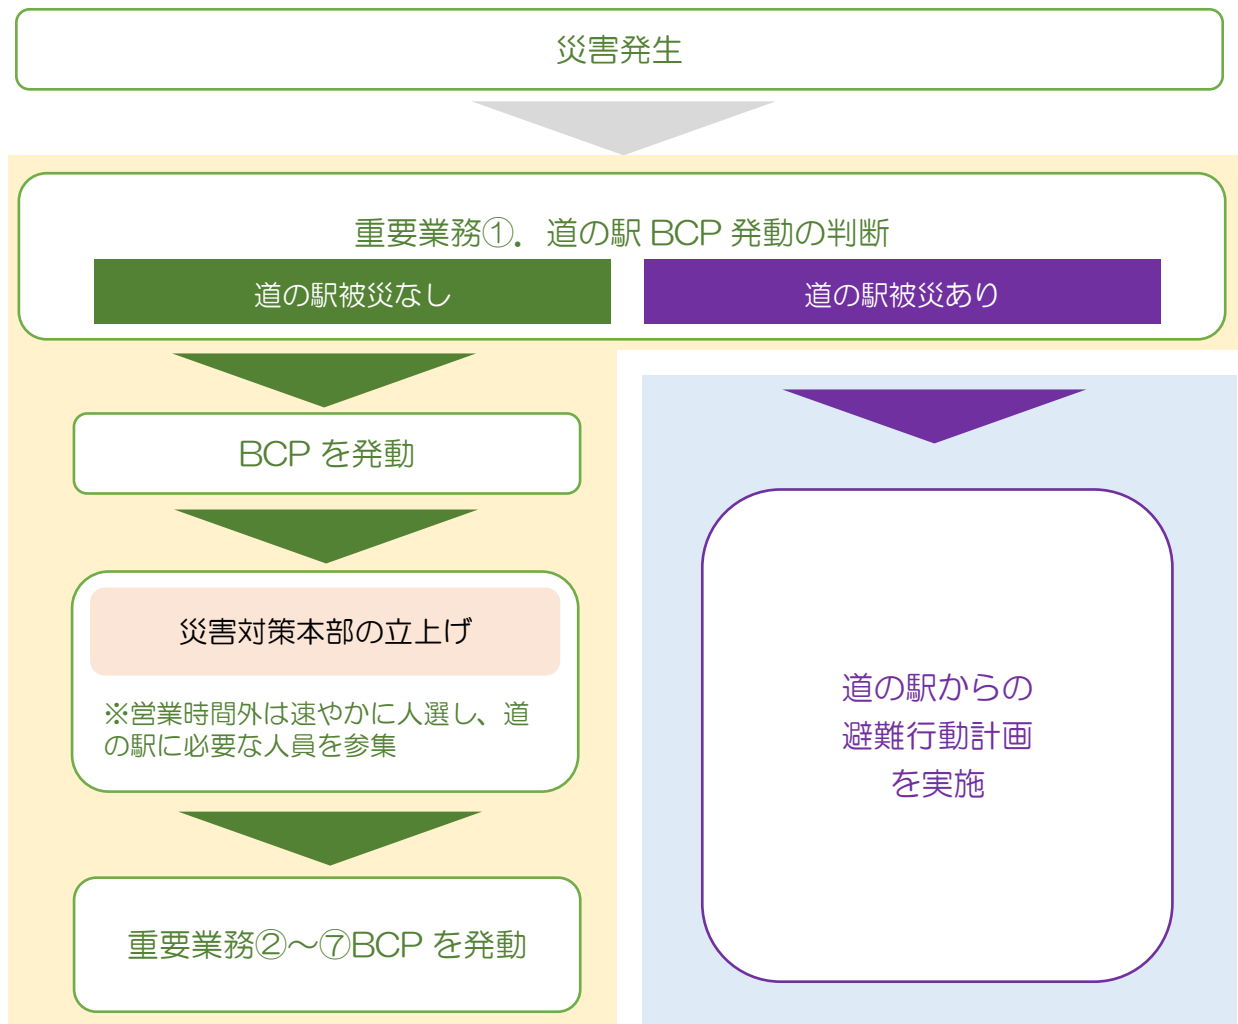 災害発生
重要業務①．道の駅 BCP 発動の判断
道の駅被災なし
道の駅被災あり
BCP を発動
災害対策本部の立上げ
※営業時間外は速やかに人選し、道
の駅に必要な人員を参集
重要業務②～⑦BCP を発動
道の駅からの
避難行動計画
を実施